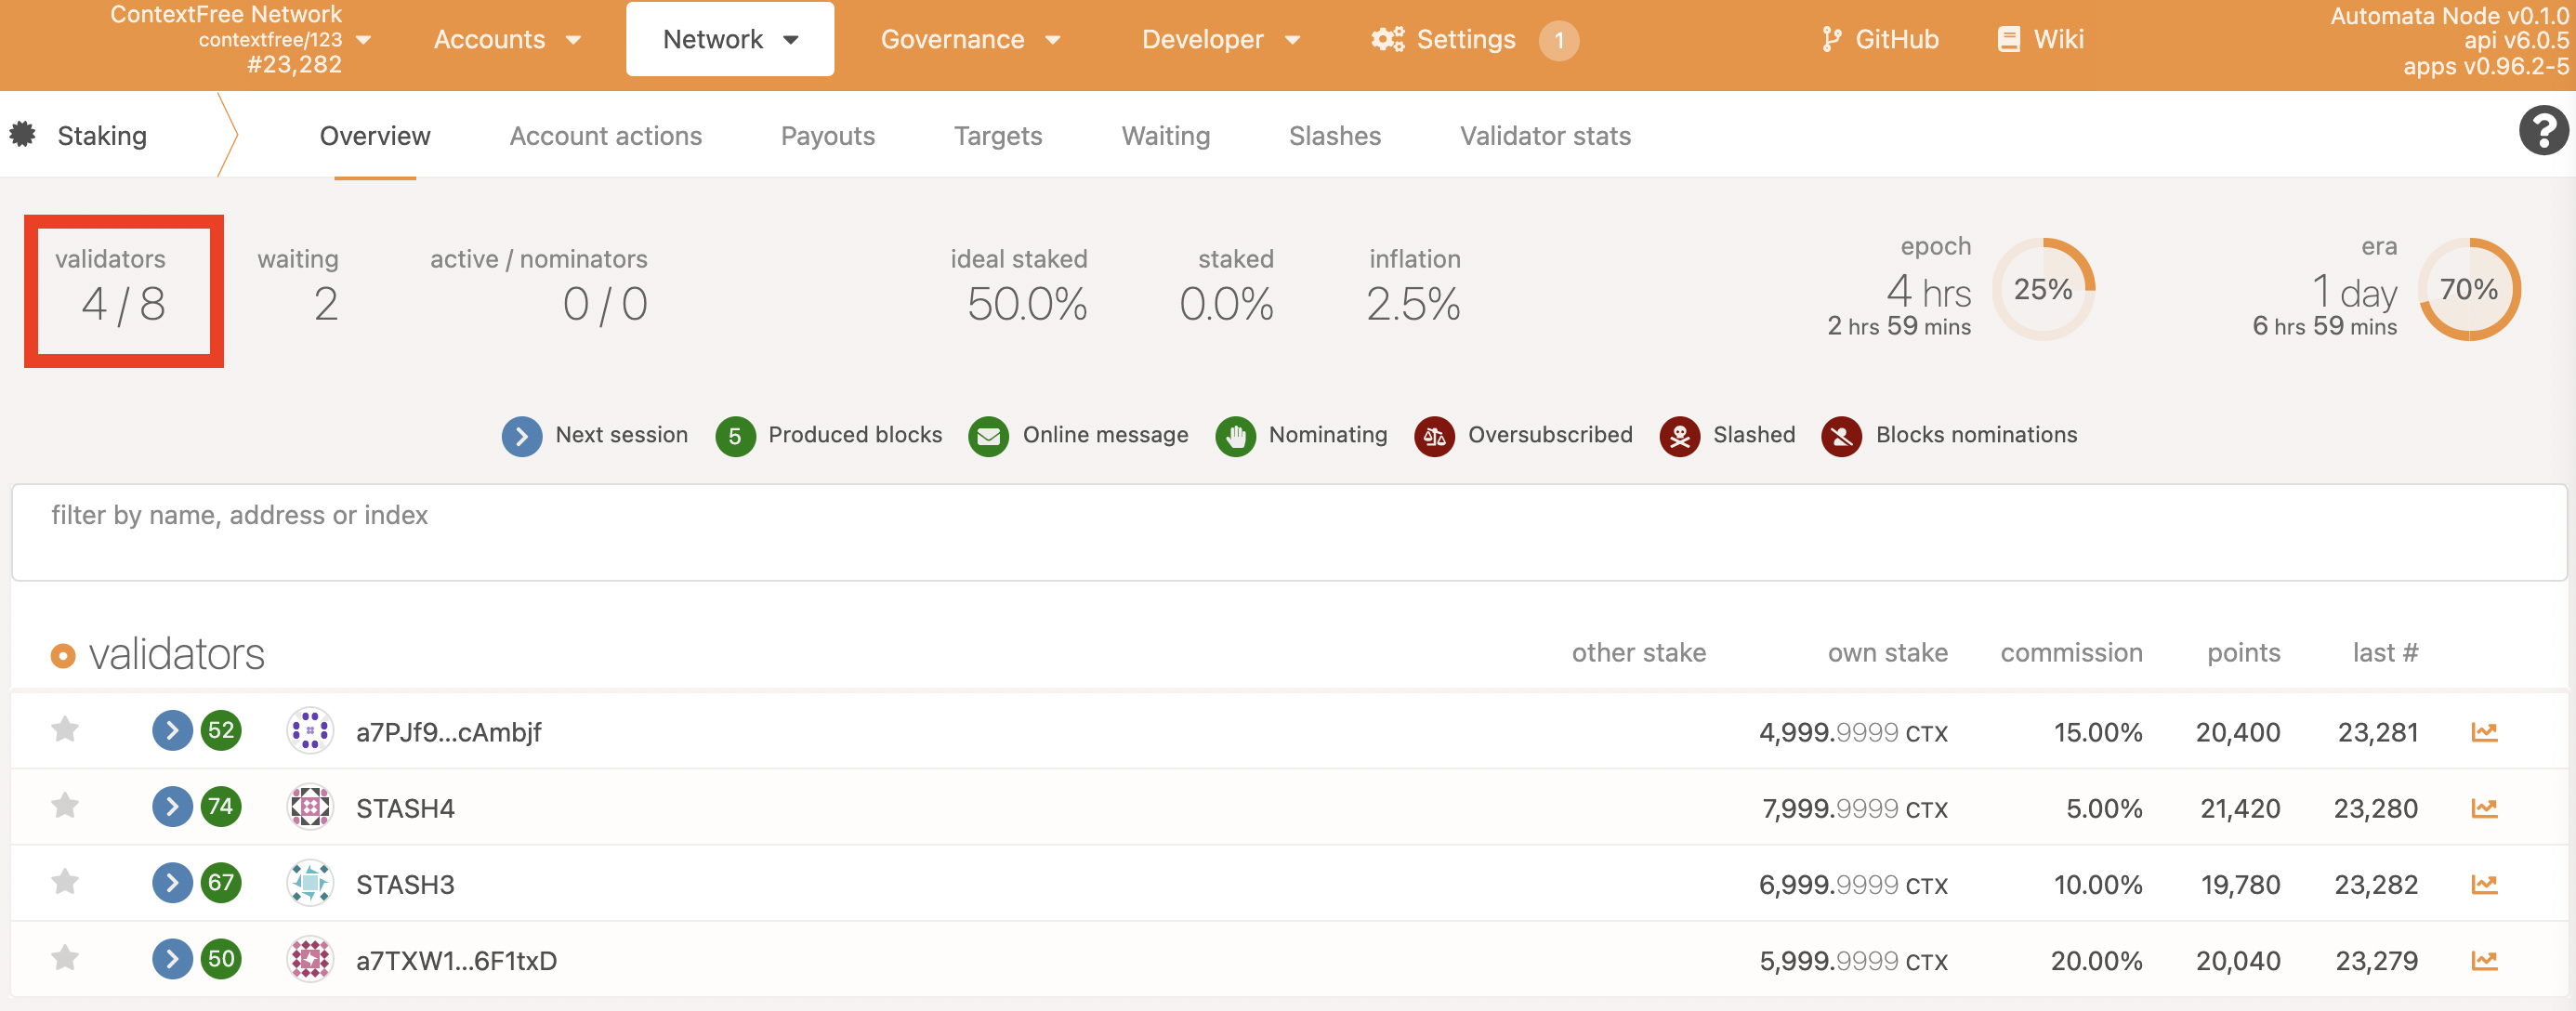 ContextFree Network
contextfree/123
#23,282
Accounts
Network
Governance
Developer
Settings
1
GitHub
Wiki
Automata Node v0.1.0
api v6.0.5
apps v0.96.2-5
Staking
Overview
Account actions
Payouts
Targets
Waiting
Slashes
Validator stats
?
validators
4 / 8
waiting
2
active / nominators
0 / 0
ideal staked
50.0%
staked
0.0%
inflation
2.5%
epoch
4 hrs
2 hrs 59 mins
25%
era
1 day
6 hrs 59 mins
70%
Next session
5 Produced blocks
Online message
Nominating
Oversubscribed
Slashed
Blocks nominations
filter by name, address or index
validators other stake own stake commission points last #
52 a7PJf9...cAmbjf 4,999.9999 CTX 15.00% 20,400 23,281
74 STASH4 7,999.9999 CTX 5.00% 21,420 23,280
67 STASH3 6,999.9999 CTX 10.00% 19,780 23,282
50 a7TXW1...6F1txD 5,999.9999 CTX 20.00% 20,040 23,279